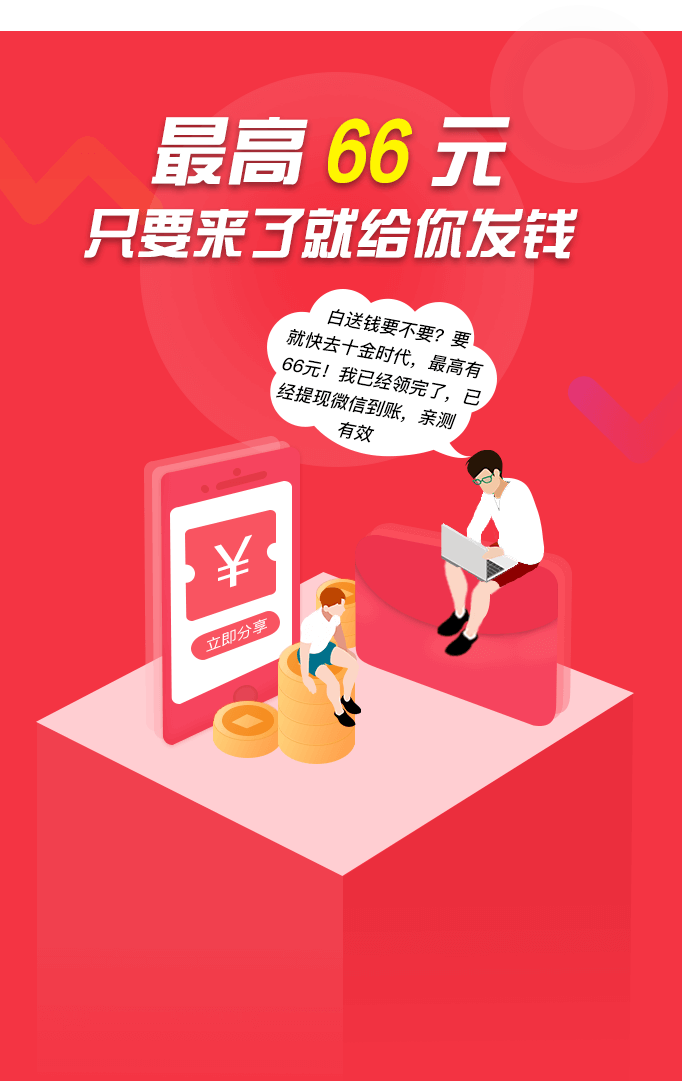 最高 66 元
只要来了就给你发钱
白送钱要不要？要
就快去十金时代，最高有
66元！我已经领完了，已
经提现微信到账，亲测
有效
¥
立即分享